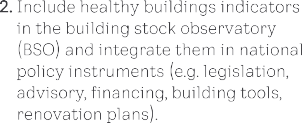 2. Include healthy buildings indicators
in the building stock observatory
(BSO) and integrate them in national
policy instruments (e.g. legislation,
advisory, financing, building tools,
renovation plans).